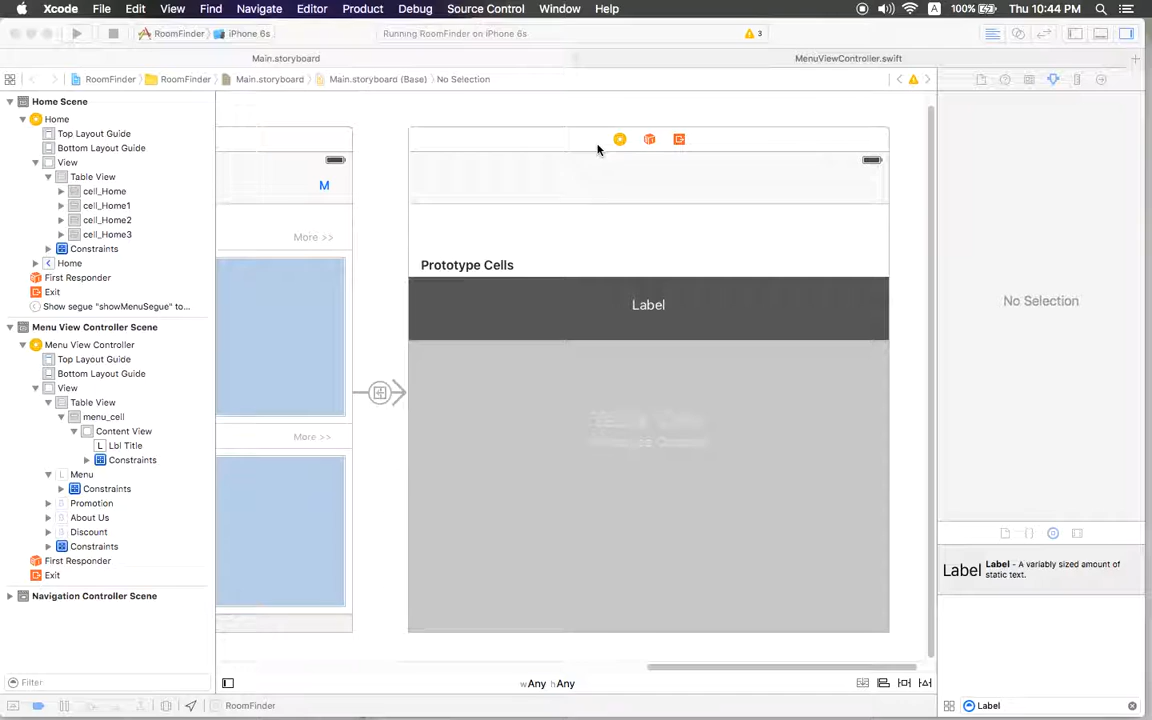 Xcode File Edit View Find Navigate Editor Product Debug Source Control Window Help A 100% Thu 10:44 PM
RoomFinder iPhone 6s Running RoomFinder on iPhone 6s 3
Main.storyboard MenuViewController.swift
RoomFinder RoomFinder Main.storyboard Main.storyboard (Base) No Selection
Home Scene
Home
Top Layout Guide
Bottom Layout Guide
View
Table View
cell_Home
cell_Home1
cell_Home2
cell_Home3
Constraints
Home
First Responder
Exit
Show segue "showMenuSegue" to...
Menu View Controller Scene
Menu View Controller
Top Layout Guide
Bottom Layout Guide
View
Table View
menu_cell
Content View
L Lbl Title
Constraints
L Menu
Constraints
Promotion
About Us
Discount
Constraints
First Responder
Exit
Navigation Controller Scene
Filter
M
More >>
More >>
Prototype Cells
Label
wAny hAny
No Selection
Label Label - A variably sized amount of
static text.
RoomFinder
Label